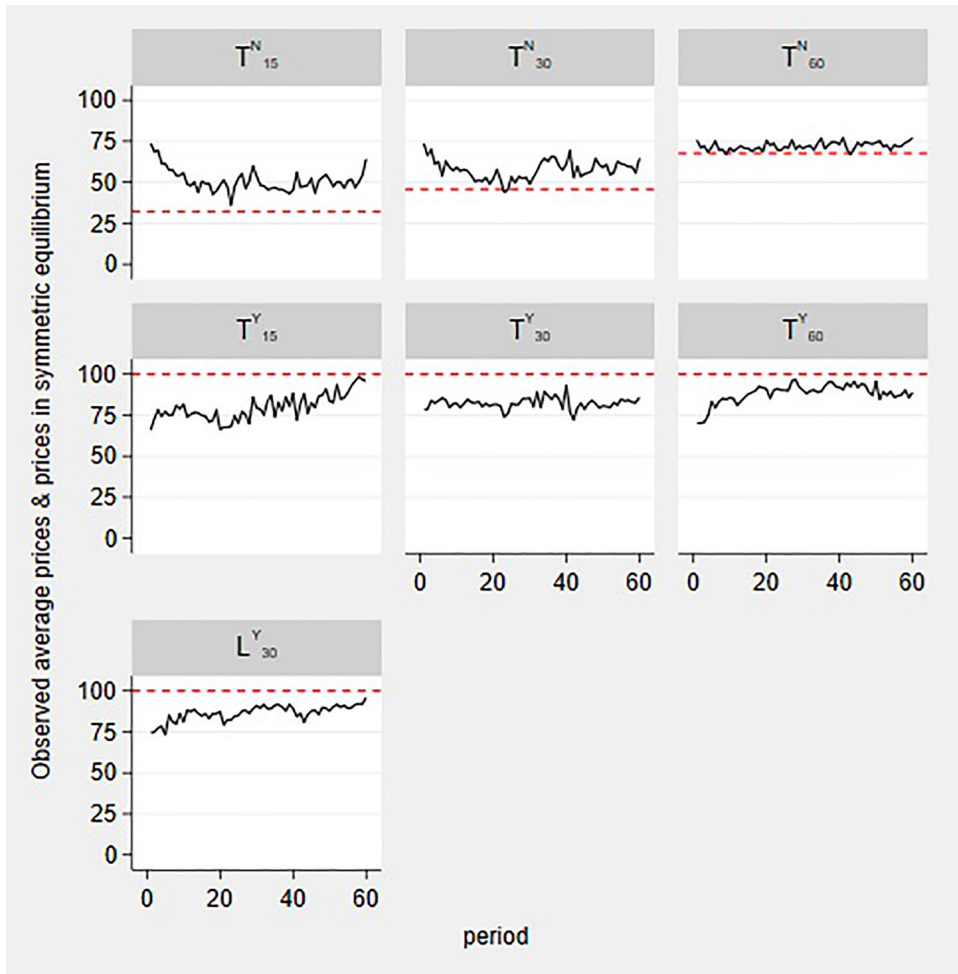 Observed average prices & prices in symmetric equilibrium
T^N_15
T^N_30
T^N_60
100
75
50
25
0
T^Y_15
T^Y_30
T^Y_60
100
75
50
25
0
0 20 40 60
0 20 40 60
L^Y_30
100
75
50
25
0
0 20 40 60
period